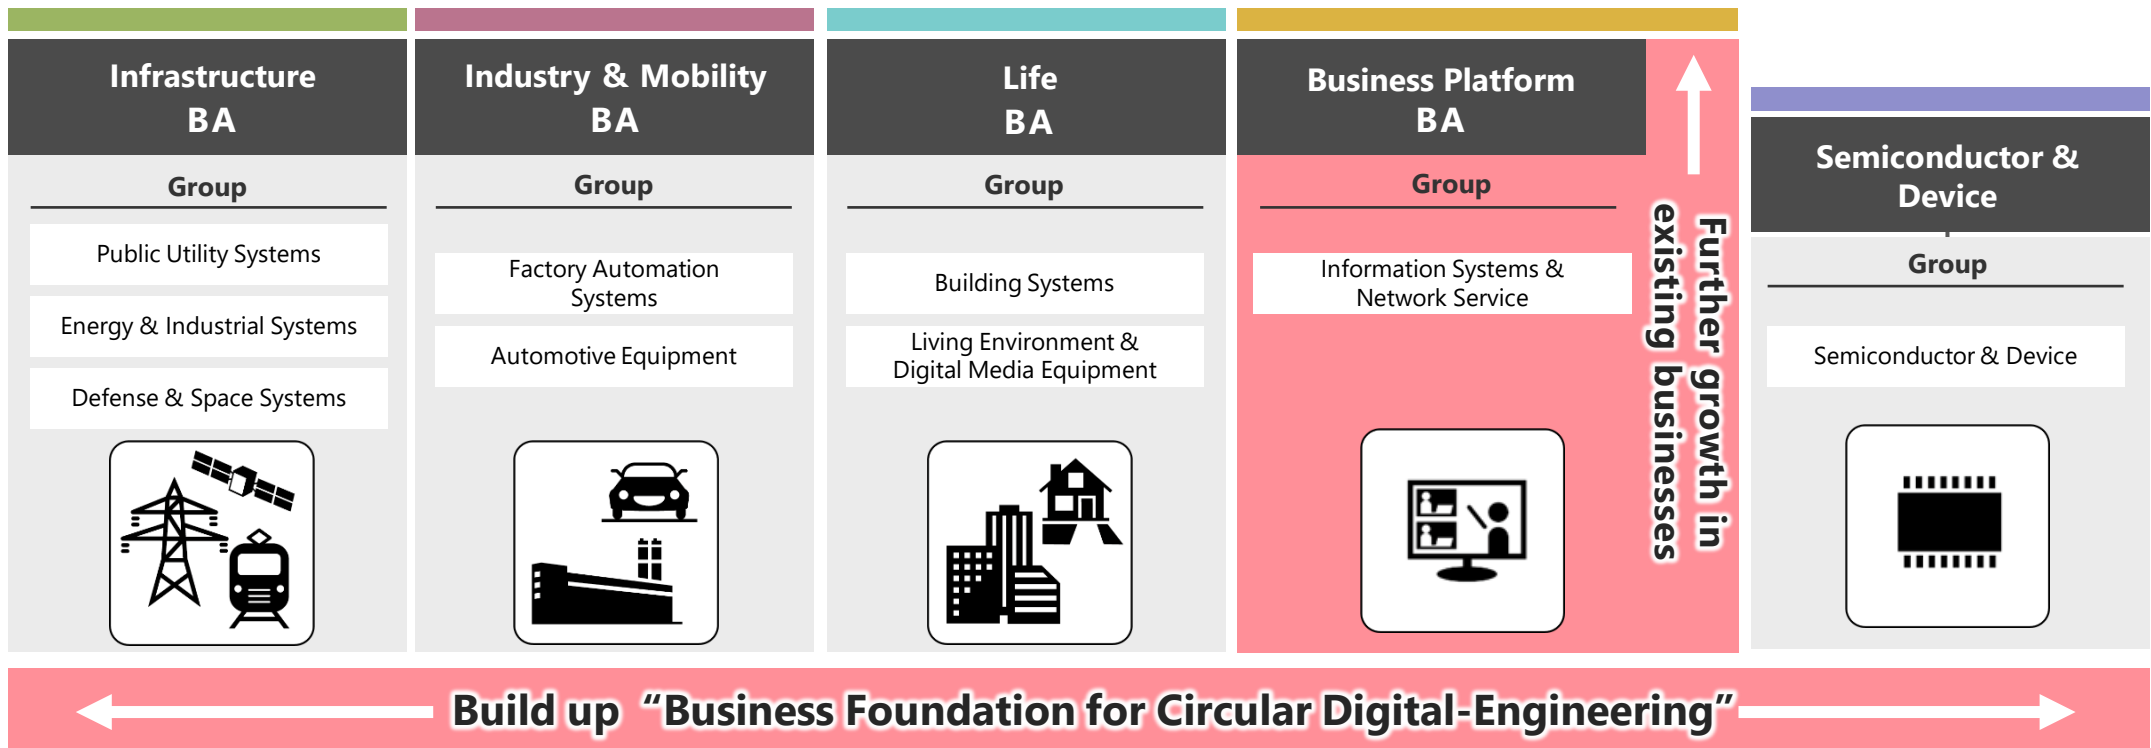 Infrastructure
BA
Group
Public Utility Systems
Energy & Industrial Systems
Defense & Space Systems
Industry & Mobility
BA
Group
Factory Automation
Systems
Automotive Equipment
Life
BA
Group
Building Systems
Living Environment &
Digital Media Equipment
Business Platform
BA
Group
Information Systems &
Network Service
Further growth in
existing businesses
Semiconductor &
Device
Group
Semiconductor & Device
Build up “Business Foundation for Circular Digital-Engineering”